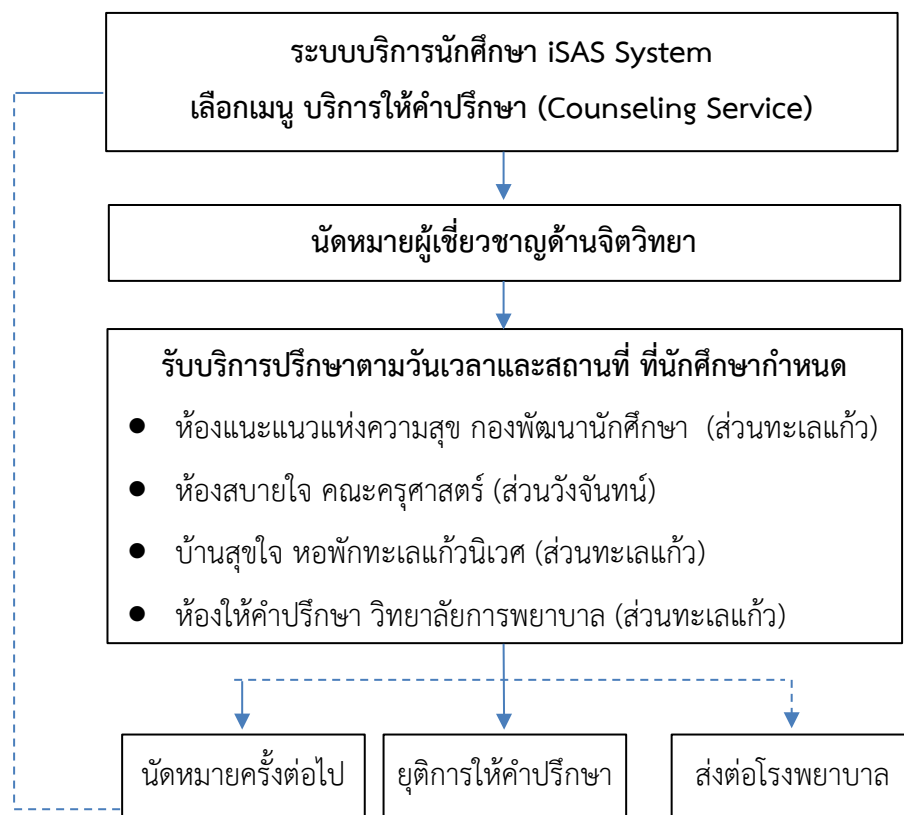 ระบบบริการนักศึกษา iSAS System
เลือกเมนู บริการให้คำปรึกษา (Counseling Service)
นัดหมายผู้เชี่ยวชาญด้านจิตวิทยา
รับบริการปรึกษาตามวันเวลาและสถานที่ ที่นักศึกษากำหนด
● ห้องแนะแนวแห่งความสุข กองพัฒนานักศึกษา (ส่วนทะเลแก้ว)
● ห้องสบายใจ คณะครุศาสตร์ (ส่วนวังจันทน์)
● บ้านสุขใจ หอพักทะเลแก้วนิเวศ (ส่วนทะเลแก้ว)
● ห้องให้คำปรึกษา วิทยาลัยการพยาบาล (ส่วนทะเลแก้ว)
นัดหมายครั้งต่อไป
ยุติการให้คำปรึกษา
ส่งต่อโรงพยาบาล